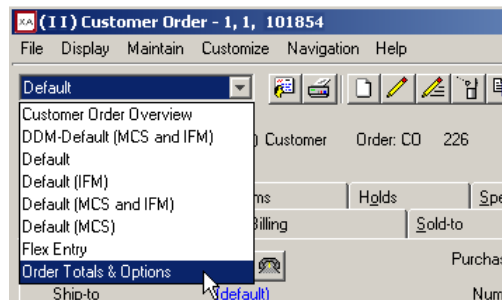 XA (II) Customer Order - 1, 1, 101854
File Display Maintain Customize Navigation Help
Default
Customer Order Overview
DDM-Default (MCS and IFM)
) Customer Order: CO 226
Default
Default (IFM)
Default (MCS and IFM)
ms Holds Spe
Default (MCS)
Billing Sold-to
Flex Entry
Order Totals & Options
Purchas
Ship-to (default) Num